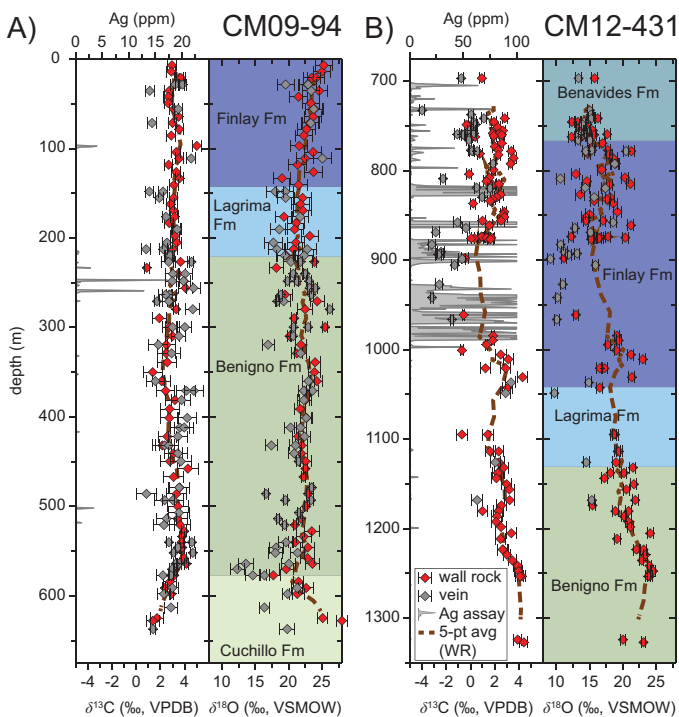 A)
Ag (ppm)
0 5 10 15 20
CM09-94
B)
Ag (ppm)
0 50 100
CM12-431
0
100
200
300
400
500
600
depth (m)
Finlay Fm
Lagrima
Fm
Benigno Fm
Cuchillo Fm
-4 -2 0 2 4 6
δ13C (‰, VPDB)
10 15 20 25
δ18O (‰, VSMOW)
700
800
900
1000
1100
1200
1300
Benavides Fm
Finlay Fm
Lagrima Fm
Benigno Fm
wall rock
vein
Ag assay
5-pt avg
(WR)
-5 0 5
δ13C (‰, VPDB)
10 15 20 25
δ18O (‰, VSMOW)